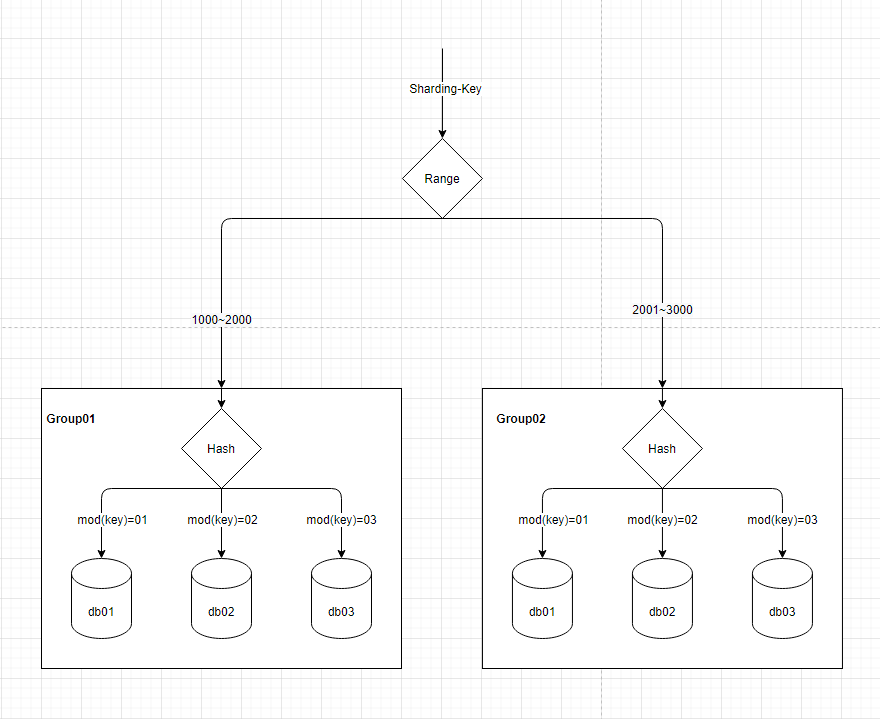 Sharding-Key
Range
1000~2000
2001~3000
Group01
Hash
mod(key)=01
mod(key)=02
mod(key)=03
db01
db02
db03
Group02
Hash
mod(key)=01
mod(key)=02
mod(key)=03
db01
db02
db03